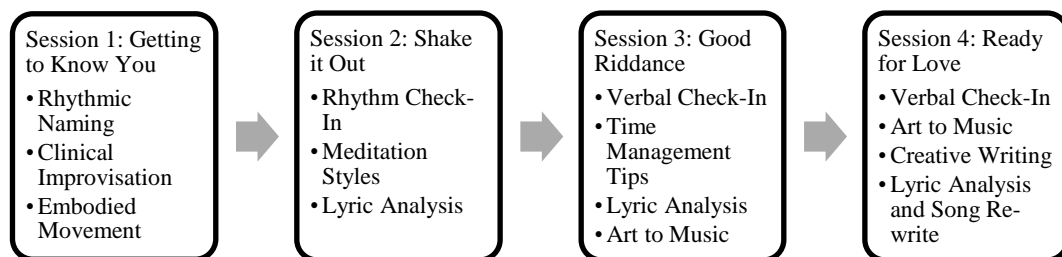 Session 1: Getting
to Know You
• Rhythmic
Naming
• Clinical
Improvisation
• Embodied
Movement
Session 2: Shake
it Out
• Rhythm Check-
In
• Meditation
Styles
• Lyric Analysis
Session 3: Good
Riddance
• Verbal Check-In
• Time
Management
Tips
• Lyric Analysis
• Art to Music
Session 4: Ready
for Love
• Verbal Check-In
• Art to Music
• Creative Writing
• Lyric Analysis
and Song Re-
write